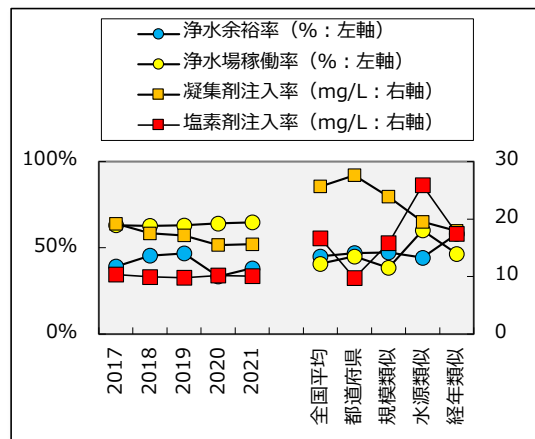 浄水余裕率（%：左軸）
浄水場稼働率（%：左軸）
凝集剤注入率（mg/L：右軸）
塩素剤注入率（mg/L：右軸）
100%
50%
0%
30
20
10
0
2017
2018
2019
2020
2021
全国平均
都道府県
規模類似
水源類似
経年類似